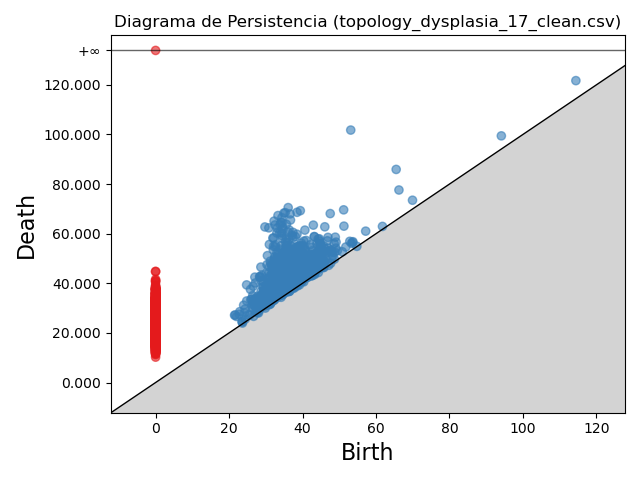 Diagrama de Persistencia (topology_dysplasia_17_clean.csv)
+∞
120.000
100.000
80.000
60.000
40.000
20.000
0.000
Death
0 20 40 60 80 100 120
Birth